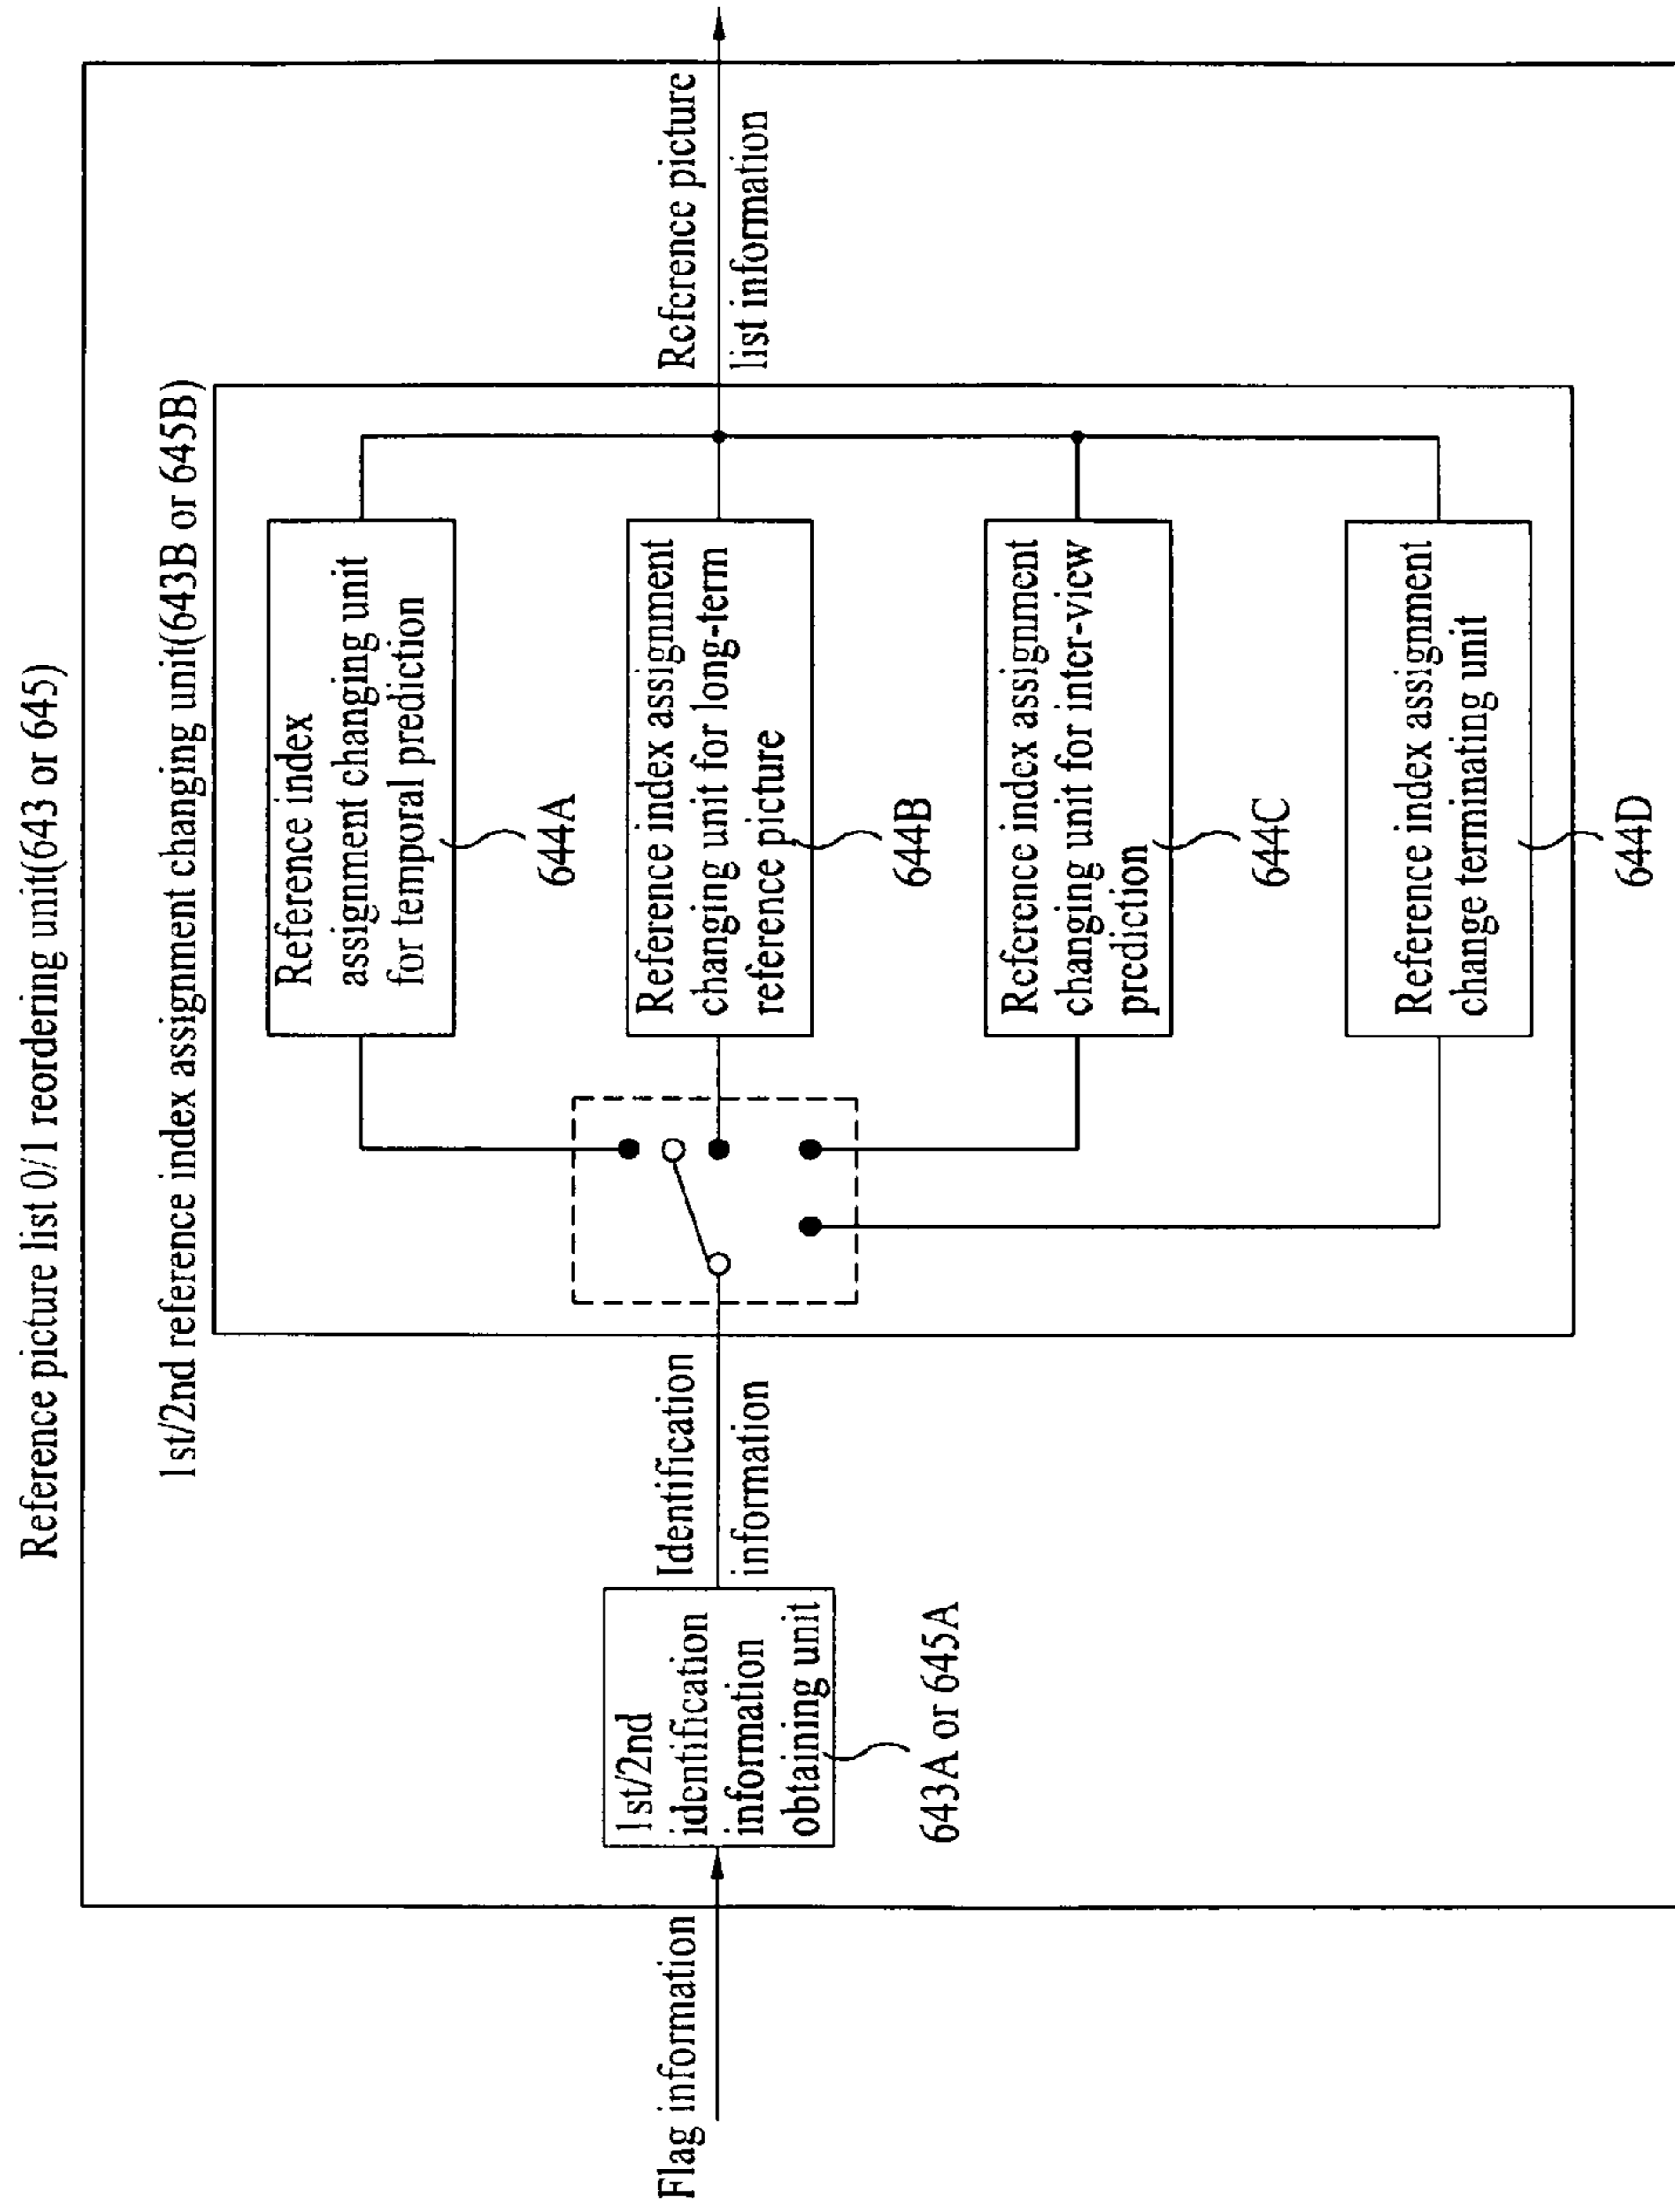 Reference picture list 0/1 reordering unit(643 or 645)
1st/2nd reference index assignment changing unit(643B or 645B)
Flag information
1st/2nd
identification
information
obtaining unit
643A or 645A
Identification
information
Reference index
assignment changing unit
for temporal prediction
644A
Reference index assignment
changing unit for long-term
reference picture
644B
Reference index assignment
changing unit for inter-view
prediction
644C
Reference index assignment
change terminating unit
644D
Reference picture
list information